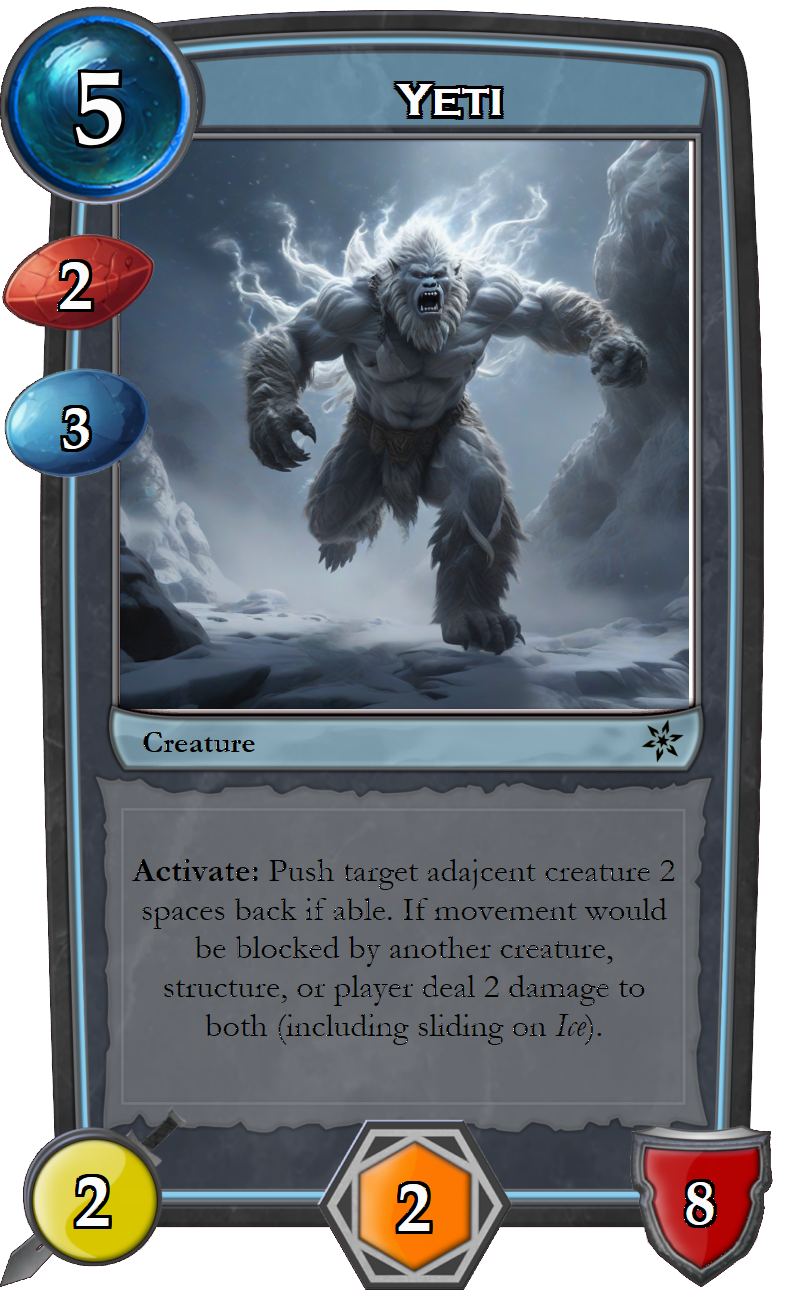 5
Yeti
2
3
Creature
Activate: Push target adajcent creature 2
spaces back if able. If movement would
be blocked by another creature,
structure, or player deal 2 damage to
both (including sliding on Ice).
2
2
8